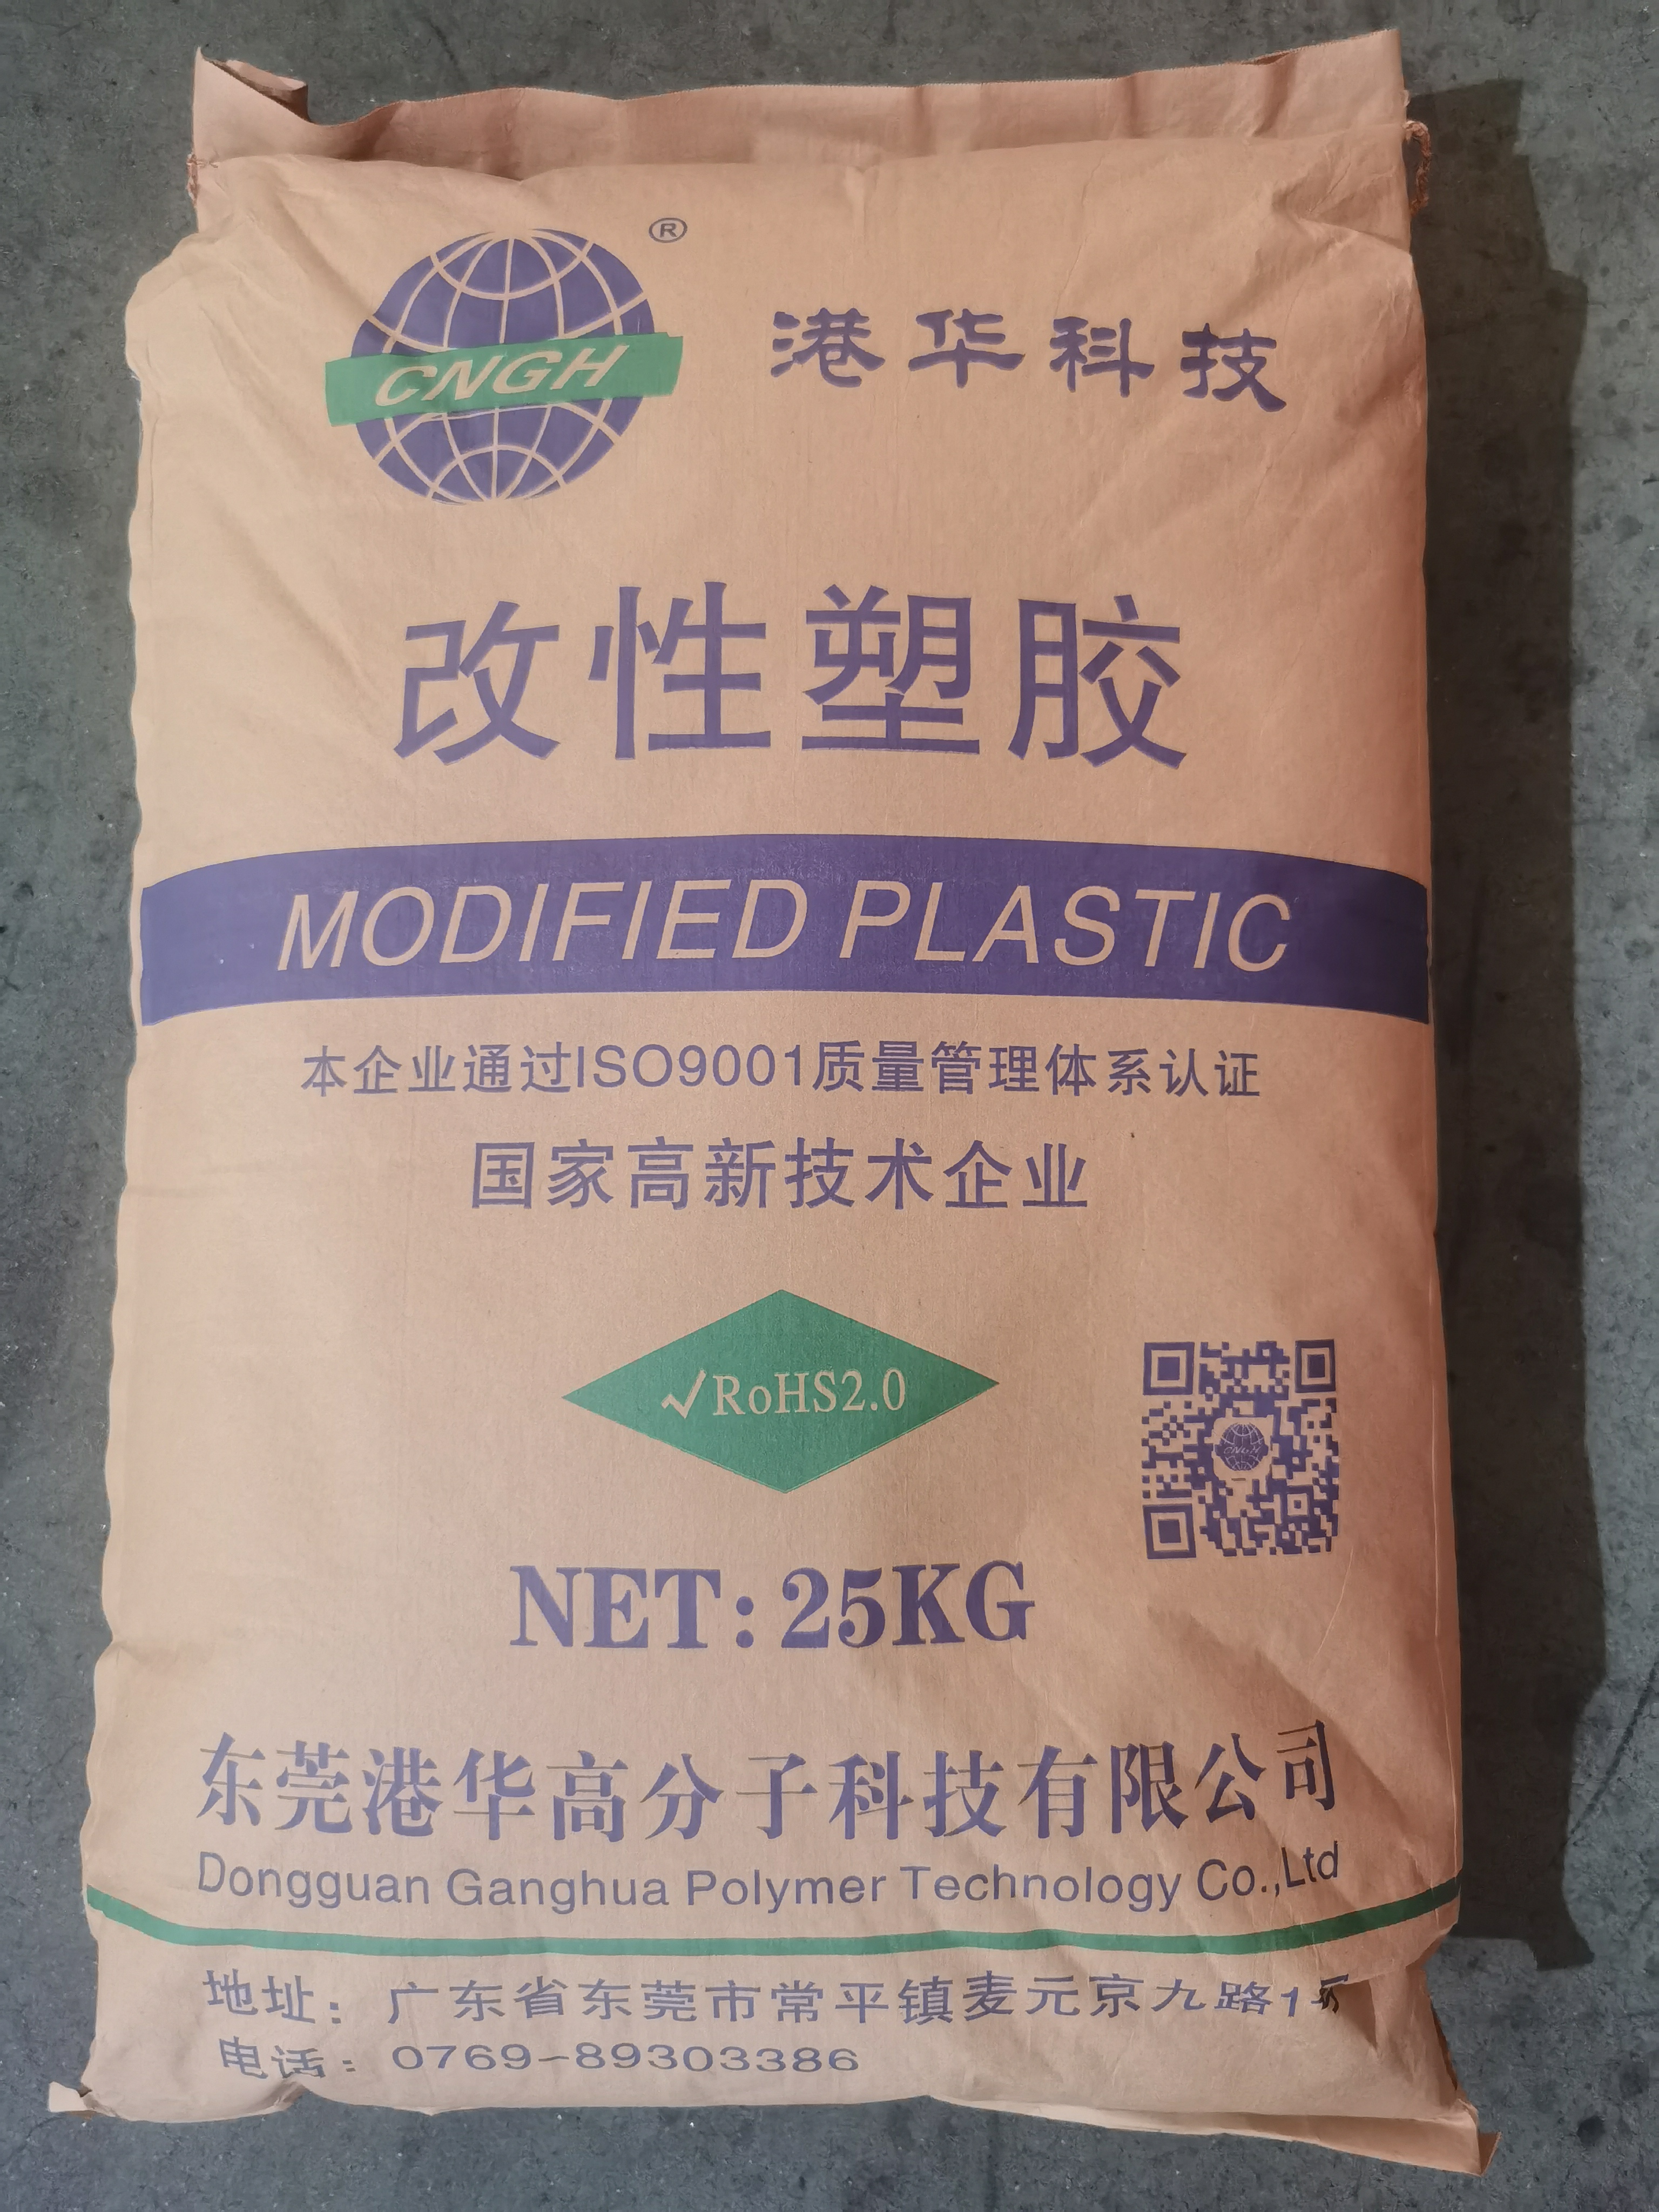 ®
CNGH
港华科技
改性塑胶
MODIFIED PLASTIC
本企业通过ISO9001质量管理体系认证
国家高新技术企业
✓RoHS2.0
CNGH
NET:25KG
东莞港华高分子科技有限公司
Dongguan Ganghua Polymer Technology Co.,Ltd
地址：广东省东莞市常平镇麦元京九路1
电话：0769-89303386